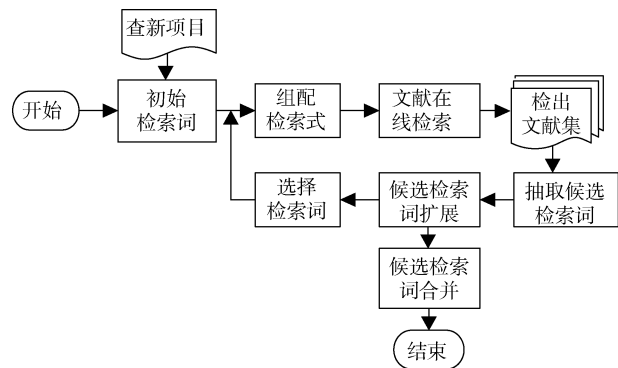 查新项目
开始
初始
检索词
组配
检索式
文献在
线检索
检出
文献集
选择
检索词
候选检索
词扩展
抽取候选
检索词
候选检索
词合并
结束